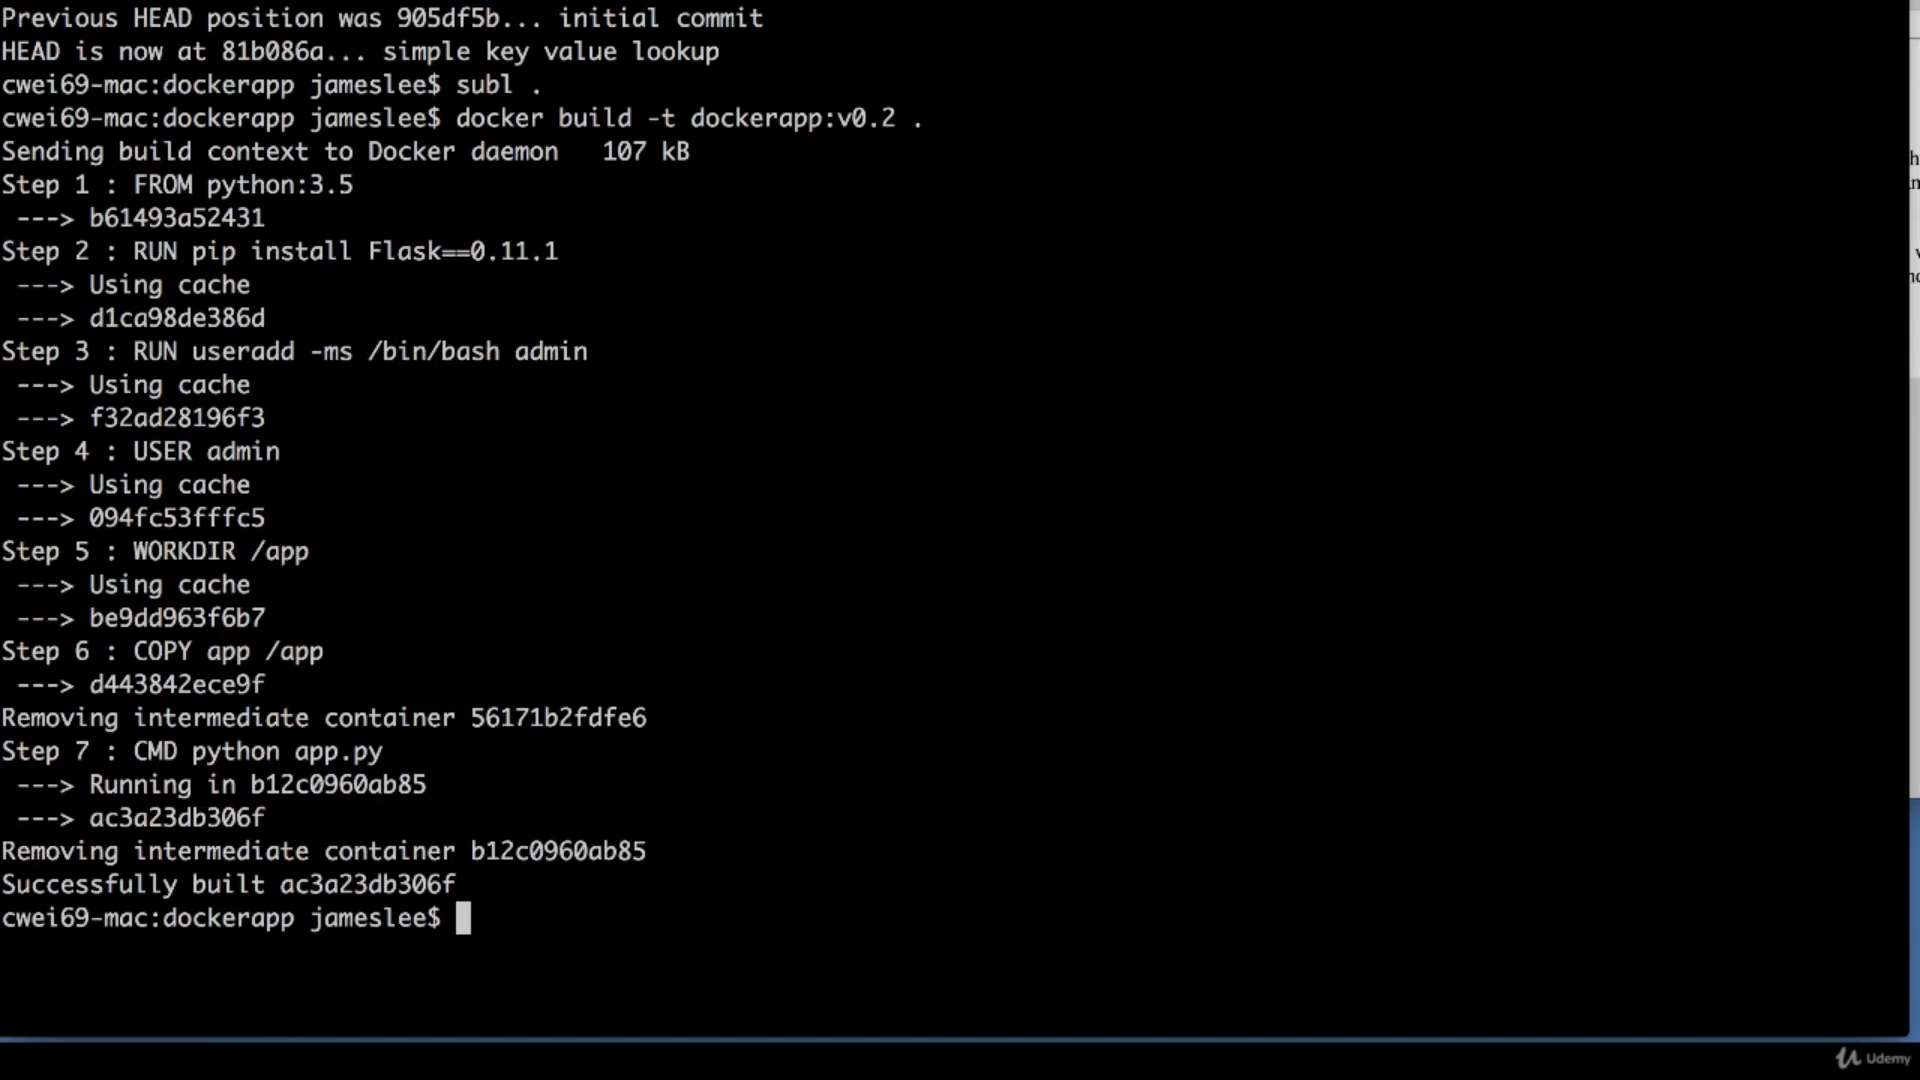 Previous HEAD position was 905df5b... initial commit
HEAD is now at 81b086a... simple key value lookup
cwei69-mac:dockerapp jameslee$ subl .
cwei69-mac:dockerapp jameslee$ docker build -t dockerapp:v0.2 .
Sending build context to Docker daemon   107 kB
Step 1 : FROM python:3.5
 ---> b61493a52431
Step 2 : RUN pip install Flask==0.11.1
 ---> Using cache
 ---> d1ca98de386d
Step 3 : RUN useradd -ms /bin/bash admin
 ---> Using cache
 ---> f32ad28196f3
Step 4 : USER admin
 ---> Using cache
 ---> 094fc53fffc5
Step 5 : WORKDIR /app
 ---> Using cache
 ---> be9dd963f6b7
Step 6 : COPY app /app
 ---> d443842ece9f
Removing intermediate container 56171b2fdfe6
Step 7 : CMD python app.py
 ---> Running in b12c0960ab85
 ---> ac3a23db306f
Removing intermediate container b12c0960ab85
Successfully built ac3a23db306f
cwei69-mac:dockerapp jameslee$
Udemy